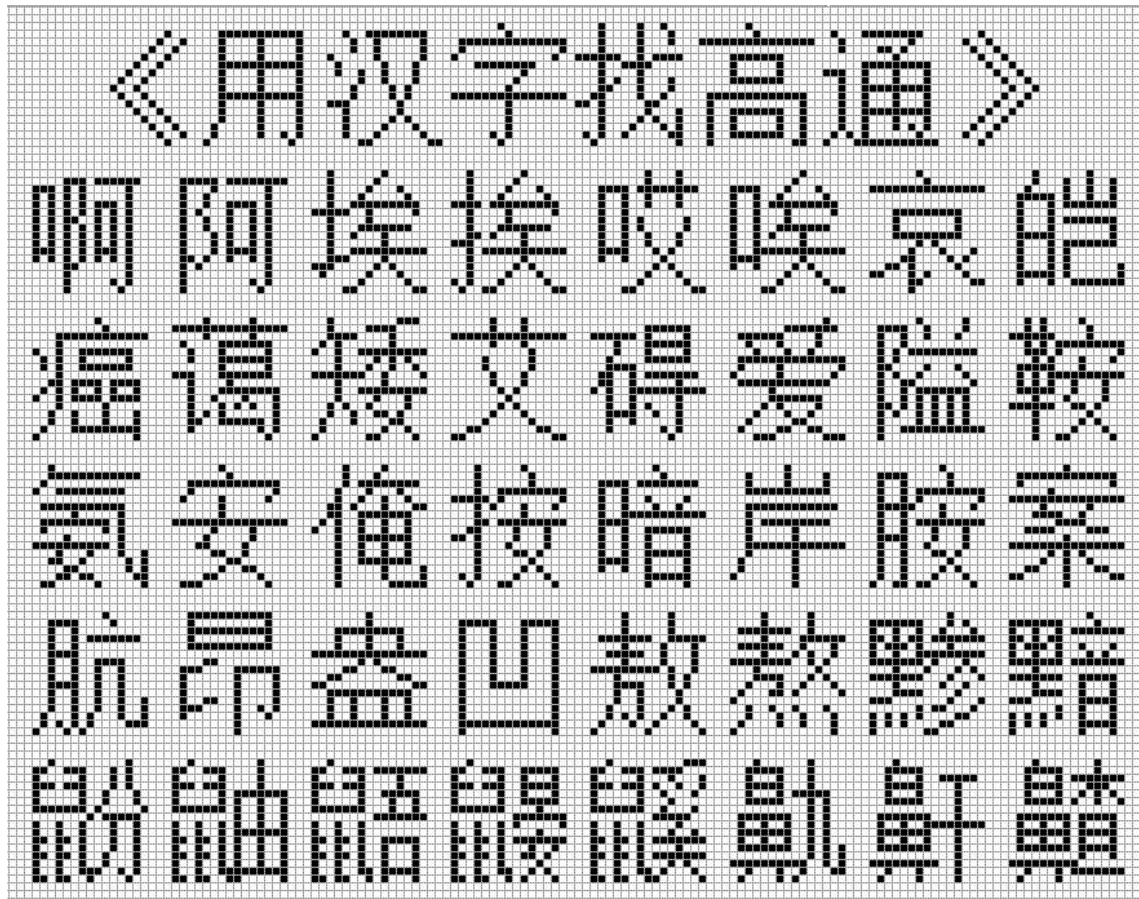 《用汉字找高通》
啊阿埃挨哎唉哀皑
癌蔼矮艾碍爱隘鞍
氨安俺按暗岸胺案
肮昂盎凹敖熬黪黯
鼢鼬鼯鼹鼷鼽鼾齄